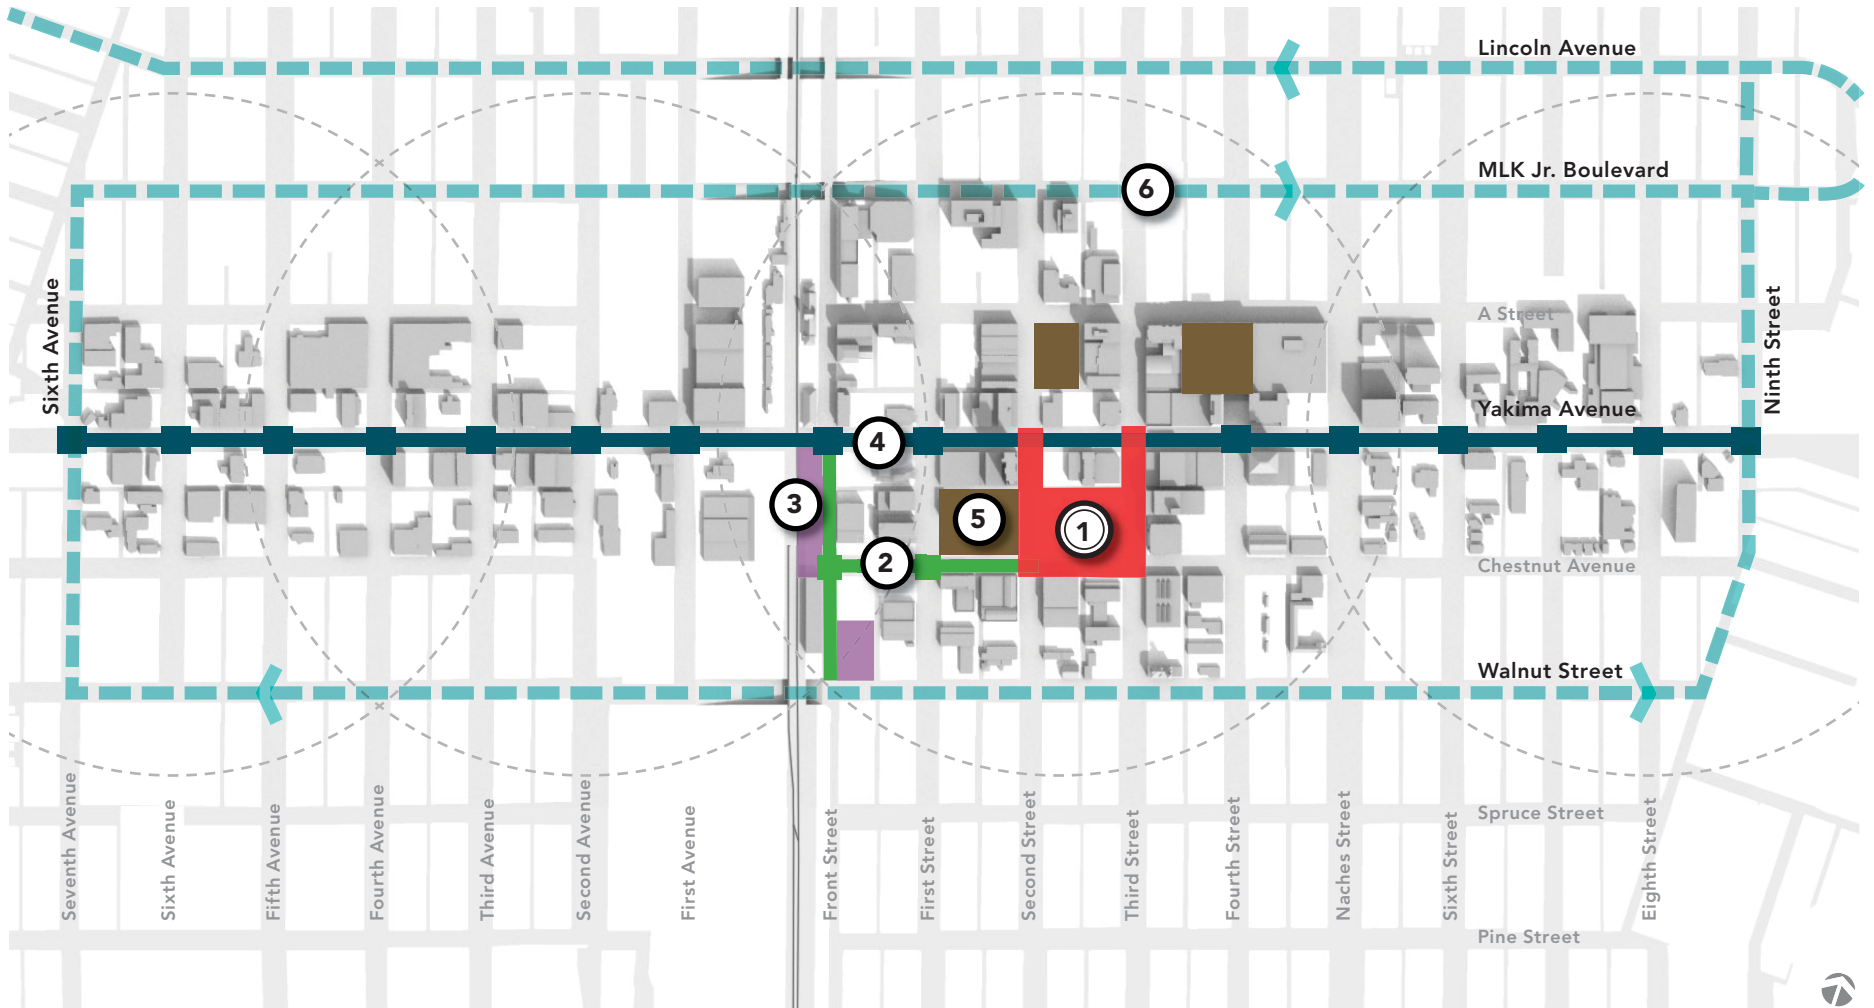 Lincoln Avenue
MLK Jr. Boulevard
6
Sixth Avenue
A Street
Ninth Street
Yakima Avenue
4
3
5
1
2
Chestnut Avenue
Walnut Street
Seventh Avenue
Sixth Avenue
Fifth Avenue
Fourth Avenue
Third Avenue
Second Avenue
First Avenue
Front Street
First Street
Second Street
Third Street
Fourth Street
Naches Street
Sixth Street
Eighth Street
Spruce Street
Pine Street